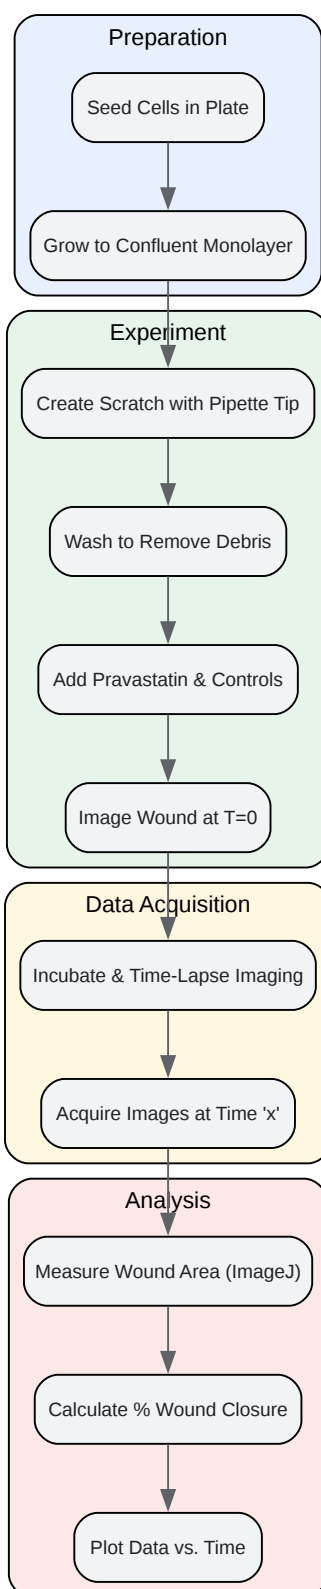 Preparation
Seed Cells in Plate
Grow to Confluent Monolayer
Experiment
Create Scratch with Pipette Tip
Wash to Remove Debris
Add Pravastatin & Controls
Image Wound at T=0
Data Acquisition
Incubate & Time-Lapse Imaging
Acquire Images at Time 'x'
Analysis
Measure Wound Area (ImageJ)
Calculate % Wound Closure
Plot Data vs. Time